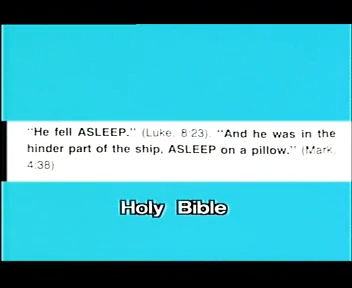 "He fell ASLEEP." (Luke. 8:23). "And he was in the
hinder part of the ship, ASLEEP on a pillow." (Mark.
4:38)
Holy Bible